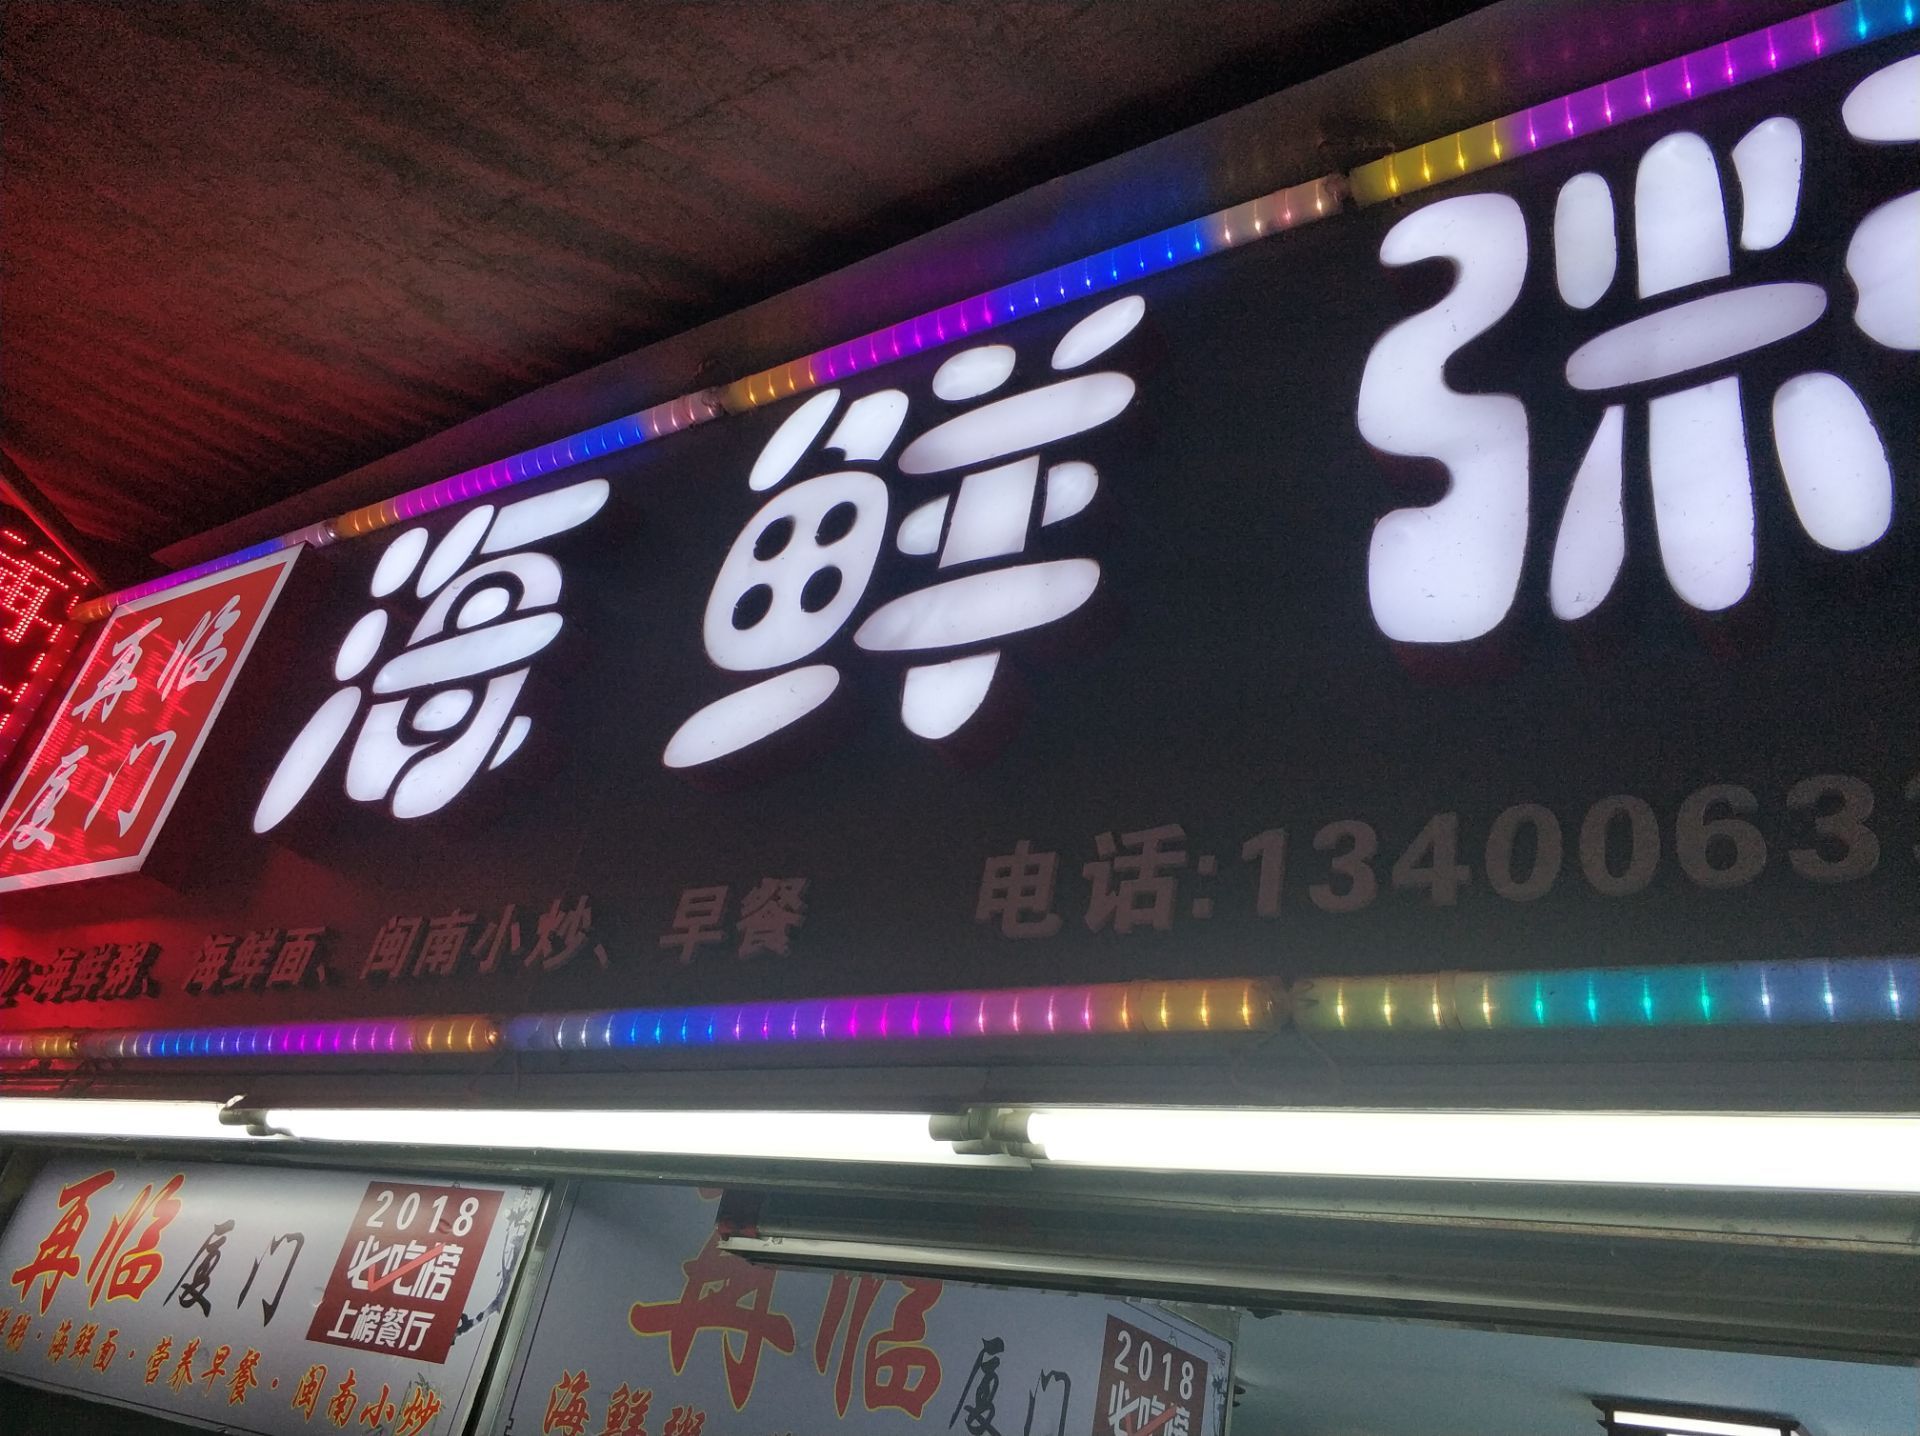 再临
厦门
海鲜
海鲜粥、海鲜面、闽南小炒、早餐
电话:1340063
再临厦门
2018
必吃榜
上榜餐厅
粥·海鲜面·营养早餐·闽南小炒
再临厦门
2018
必吃榜
海鲜粥